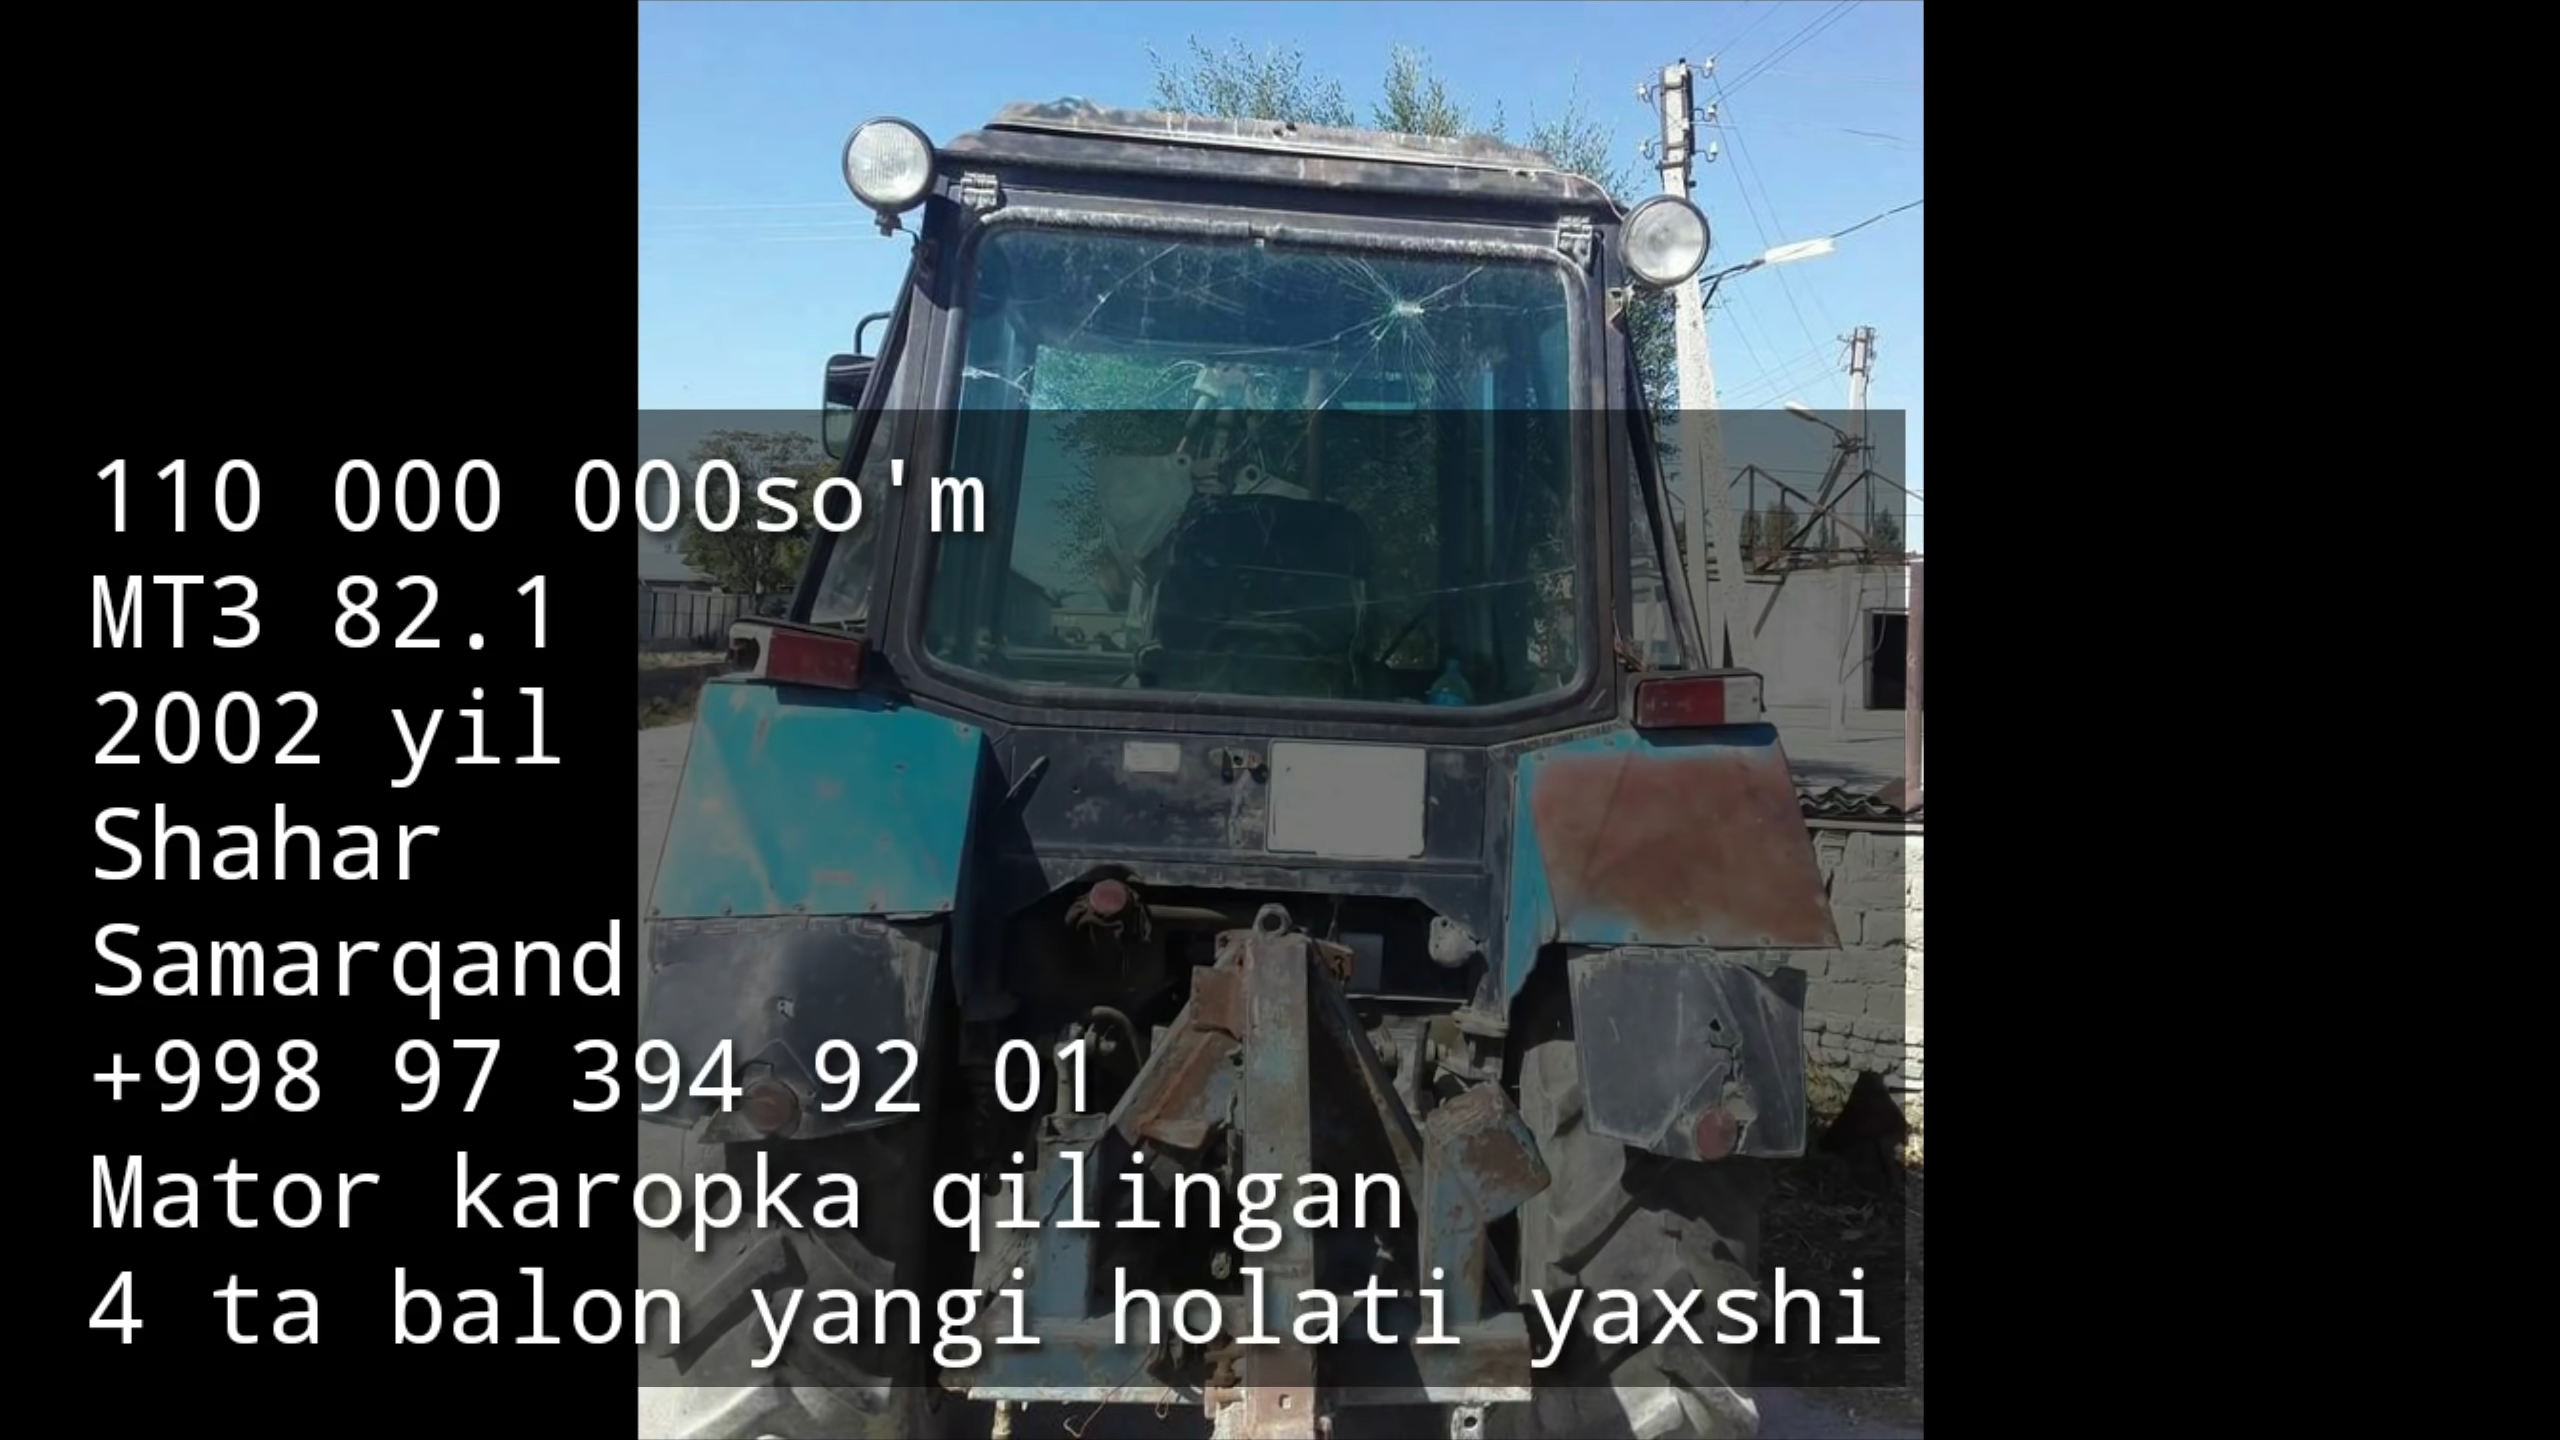 110 000 000so'm
MT3 82.1
2002 yil
Shahar
Samarqand
+998 97 394 92 01
Mator karopka qilingan
4 ta balon yangi holati yaxshi